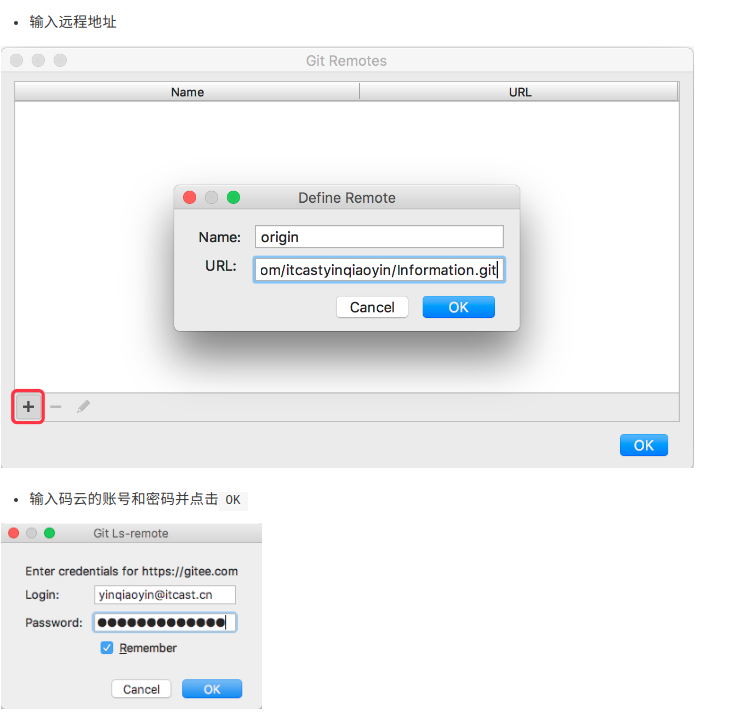 输入远程地址
Git Remotes
Name URL
Define Remote
Name: origin
URL: om/itcastyinqiaoyin/Information.git
Cancel OK
OK
输入码云的账号和密码并点击 OK
Git Ls-remote
Enter credentials for https://gitee.com
Login: yinqiaoyin@itcast.cn
Password: ●●●●●●●●●●●●●
Remember
Cancel OK